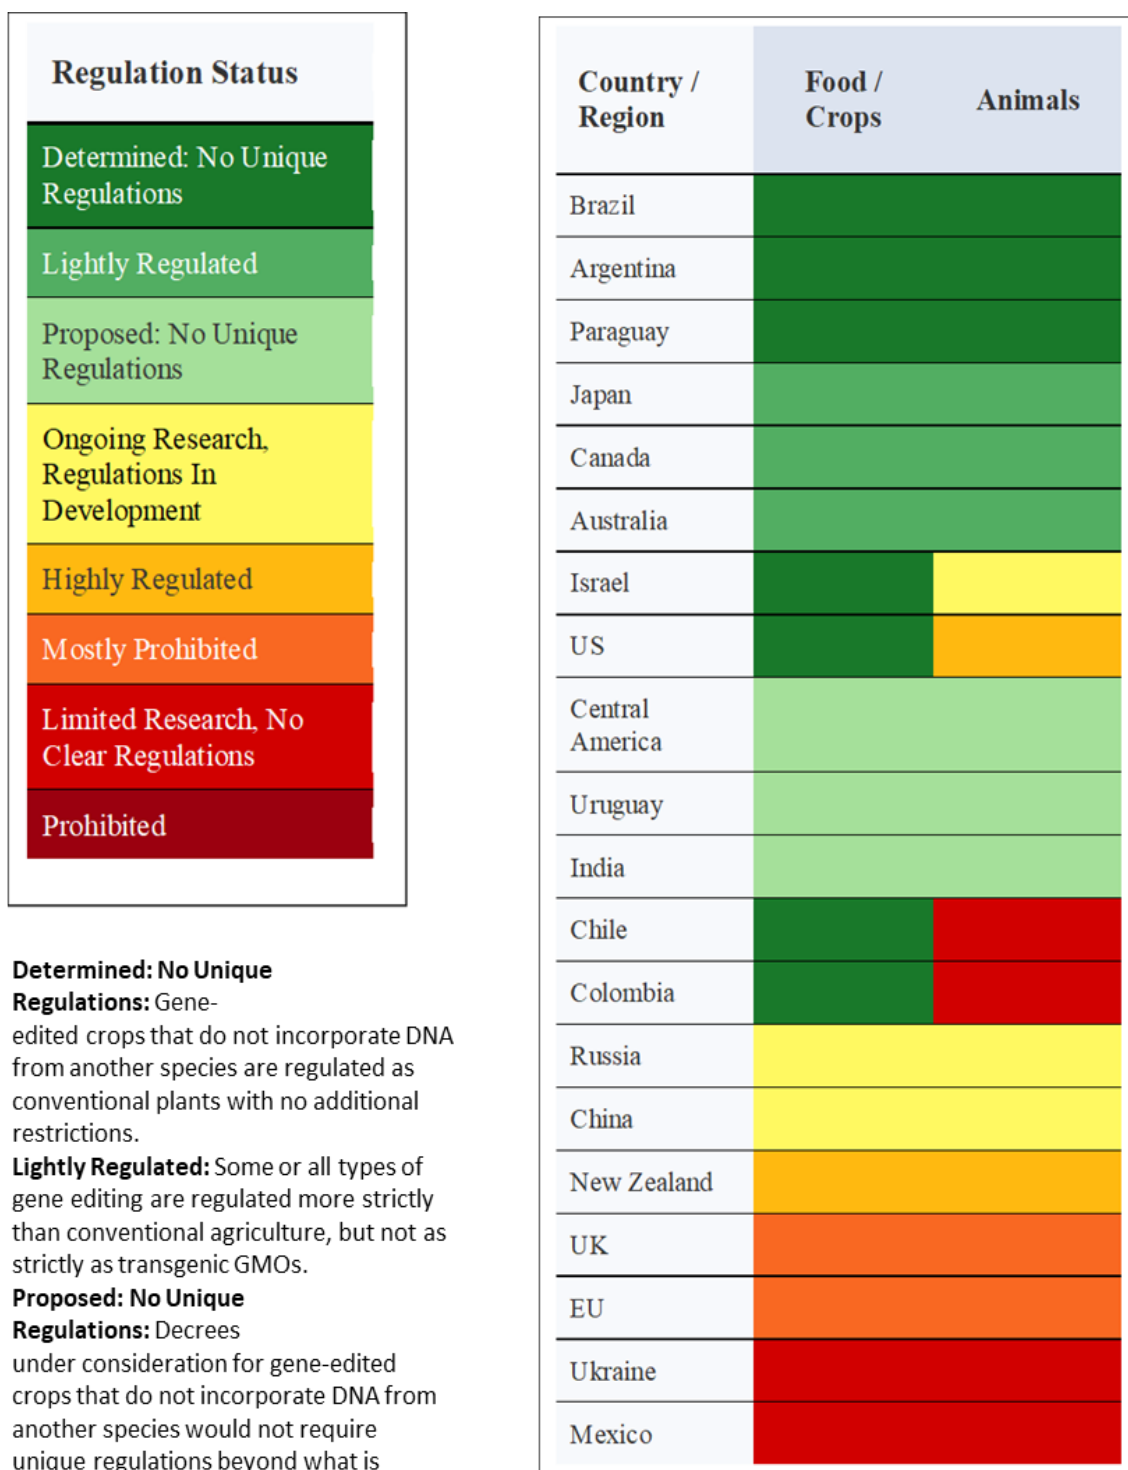 Regulation Status
Determined: No Unique
Regulations
Lightly Regulated
Proposed: No Unique
Regulations
Ongoing Research,
Regulations In
Development
Highly Regulated
Mostly Prohibited
Limited Research, No
Clear Regulations
Prohibited
Determined: No Unique
Regulations: Gene-
edited crops that do not incorporate DNA
from another species are regulated as
conventional plants with no additional
restrictions.
Lightly Regulated: Some or all types of
gene editing are regulated more strictly
than conventional agriculture, but not as
strictly as transgenic GMOs.
Proposed: No Unique
Regulations: Decrees
under consideration for gene-edited
crops that do not incorporate DNA from
another species would not require
unique regulations beyond what is
Country /
Region
Food /
Crops
Animals
Brazil
Argentina
Paraguay
Japan
Canada
Australia
Israel
US
Central
America
Uruguay
India
Chile
Colombia
Russia
China
New Zealand
UK
EU
Ukraine
Mexico